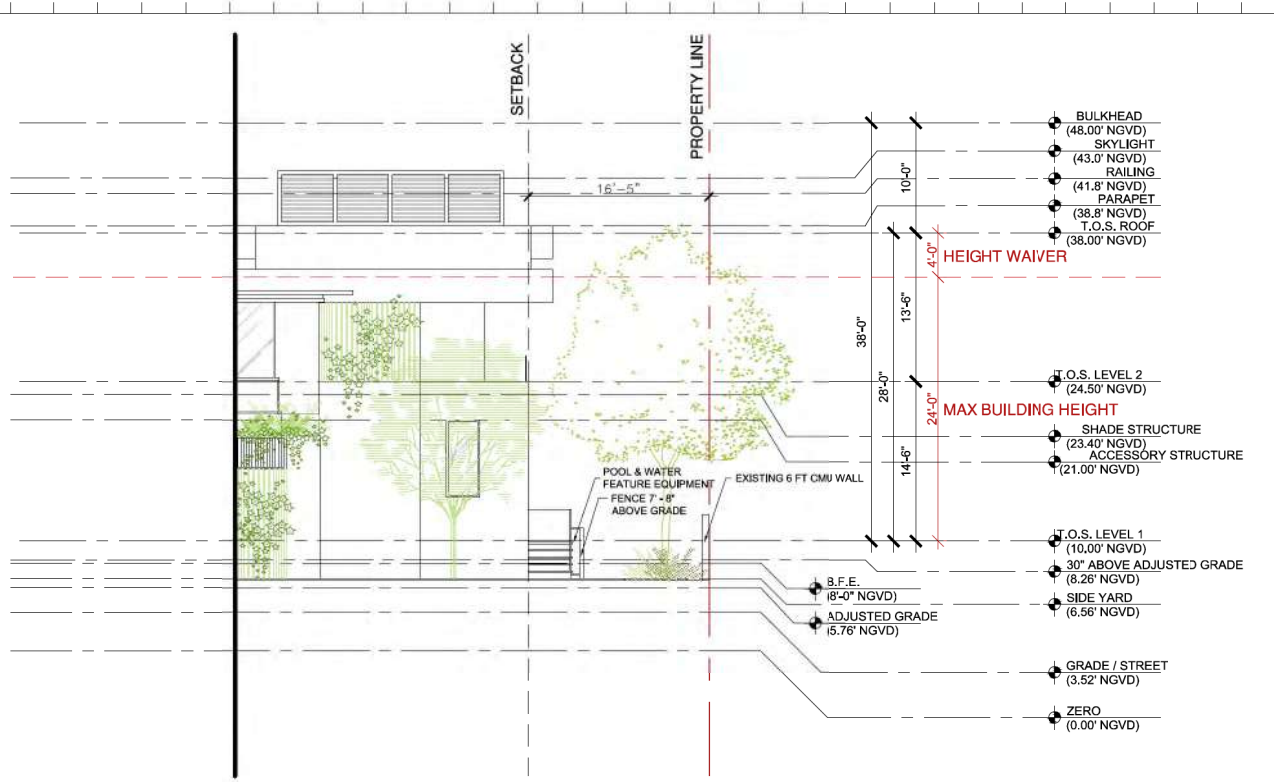 SETBACK
PROPERTY LINE
BULKHEAD
(48.00' NGVD)
SKYLIGHT
(43.0' NGVD)
RAILING
(41.8' NGVD)
PARAPET
(38.8' NGVD)
T.O.S. ROOF
(38.00' NGVD)
16'-5"
10'-0"
4'-0"
HEIGHT WAIVER
13'-6"
38'-0"
28'-0"
T.O.S. LEVEL 2
(24.50' NGVD)
24'-0"
MAX BUILDING HEIGHT
SHADE STRUCTURE
(23.40' NGVD)
ACCESSORY STRUCTURE
(21.00' NGVD)
14'-6"
POOL & WATER
FEATURE EQUIPMENT
FENCE 7' - 8"
ABOVE GRADE
EXISTING 6 FT CMU WALL
T.O.S. LEVEL 1
(10.00' NGVD)
30" ABOVE ADJUSTED GRADE
(8.26' NGVD)
B.F.E.
(8'-0" NGVD)
SIDE YARD
(6.56' NGVD)
ADJUSTED GRADE
(5.76' NGVD)
GRADE / STREET
(3.52' NGVD)
ZERO
(0.00' NGVD)